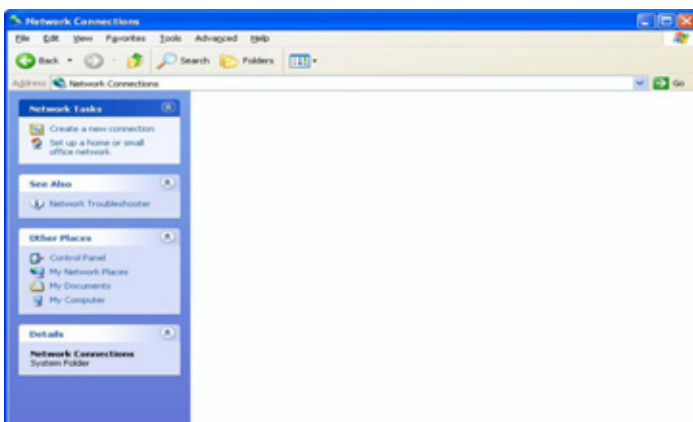 Network Connections
File Edit View Favorites Tools Advanced Help
Back Search Folders
Address Network Connections Go
Network Tasks
Create a new connection
Set up a home or small
office network
See Also
Network Troubleshooter
Other Places
Control Panel
My Network Places
My Documents
My Computer
Details
Network Connections
System Folder